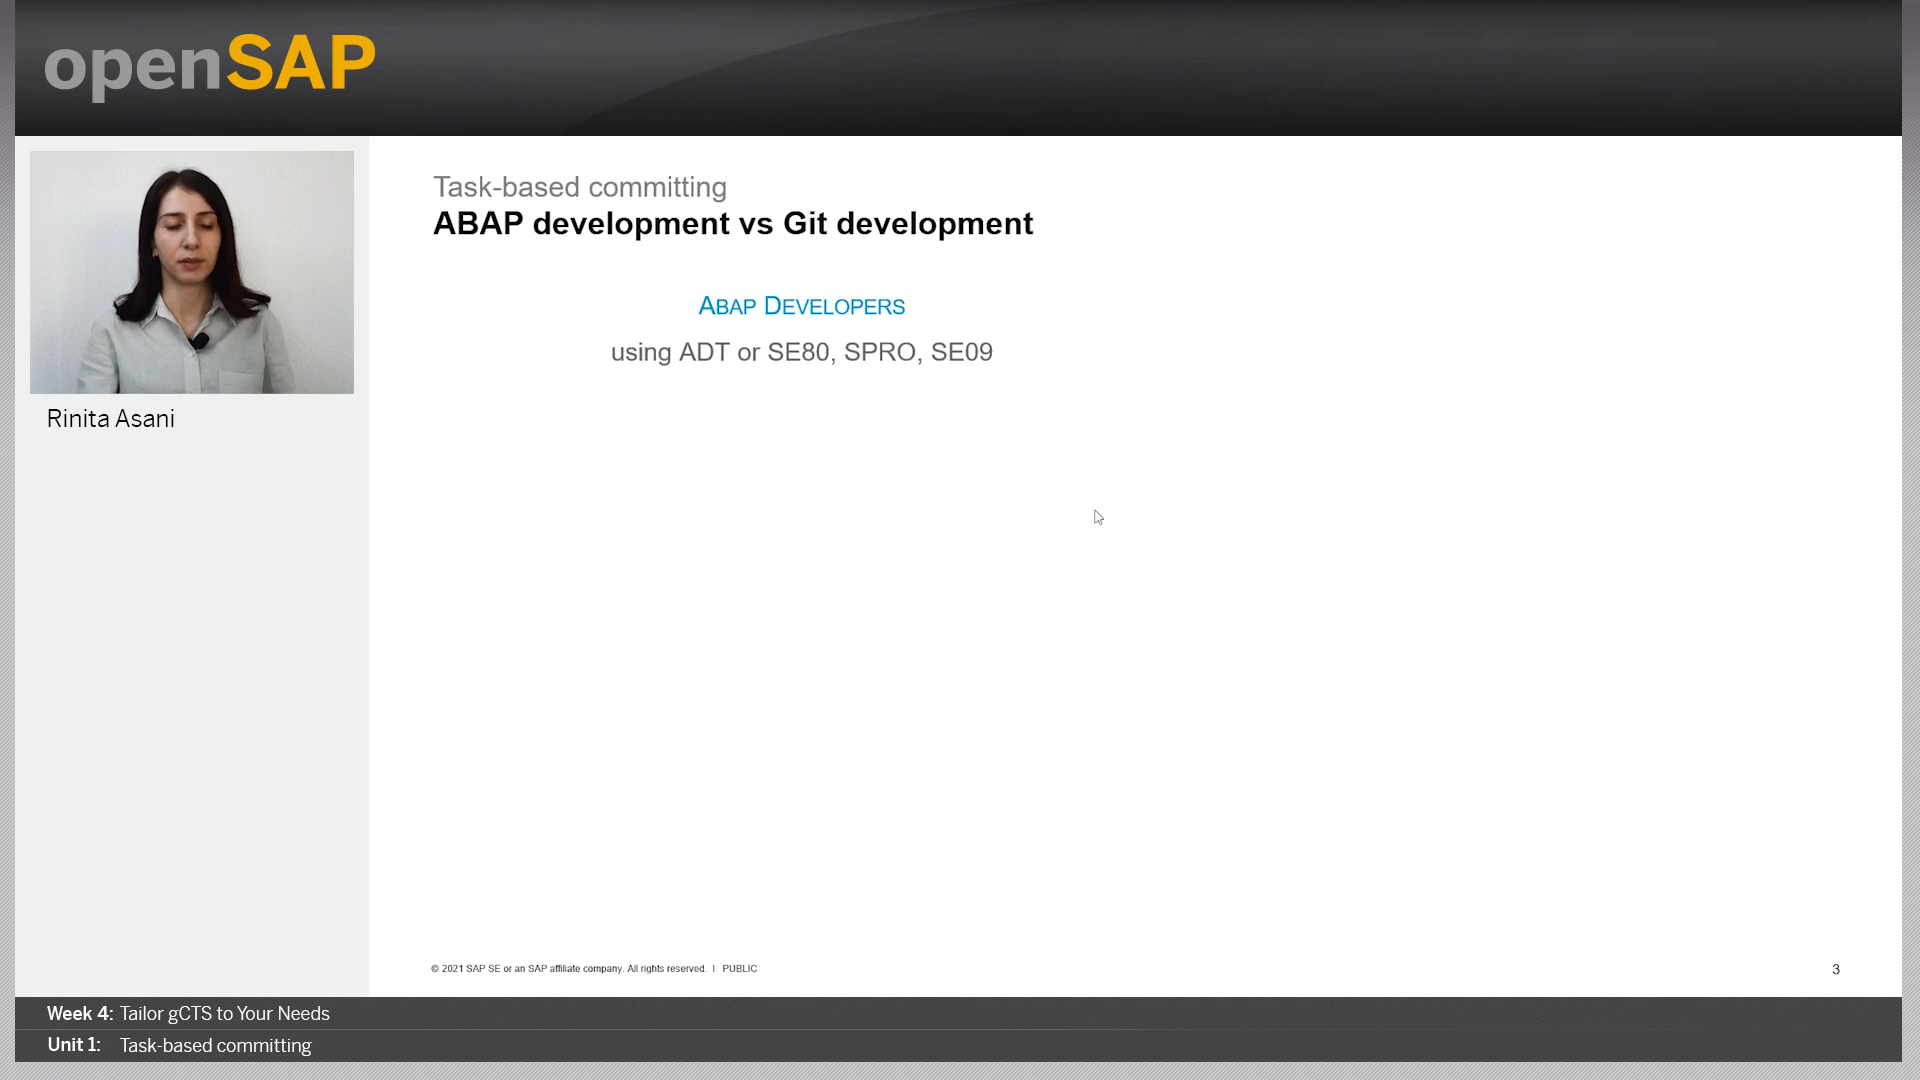 openSAP
Rinita Asani
Task-based committing
ABAP development vs Git development
ABAP DEVELOPERS
using ADT or SE80, SPRO, SE09
© 2021 SAP SE or an SAP affiliate company. All rights reserved. | PUBLIC
3
Week 4: Tailor gCTS to Your Needs
Unit 1: Task-based committing